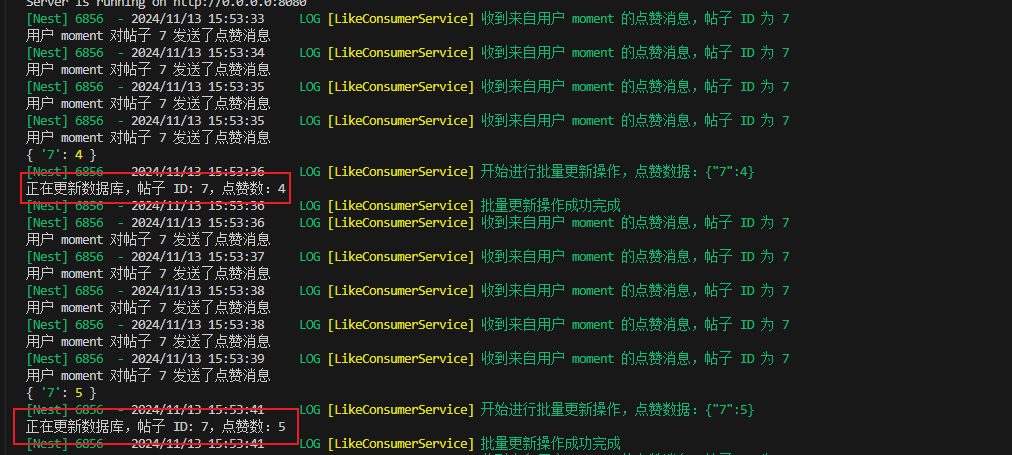 Server is running on http://0.0.0.0:8080
[Nest] 6856  - 2024/11/13 15:53:33     LOG [LikeConsumerService] 收到来自用户 moment 的点赞消息，帖子 ID 为 7
用户 moment 对帖子 7 发送了点赞消息
[Nest] 6856  - 2024/11/13 15:53:34     LOG [LikeConsumerService] 收到来自用户 moment 的点赞消息，帖子 ID 为 7
用户 moment 对帖子 7 发送了点赞消息
[Nest] 6856  - 2024/11/13 15:53:35     LOG [LikeConsumerService] 收到来自用户 moment 的点赞消息，帖子 ID 为 7
用户 moment 对帖子 7 发送了点赞消息
[Nest] 6856  - 2024/11/13 15:53:35     LOG [LikeConsumerService] 收到来自用户 moment 的点赞消息，帖子 ID 为 7
用户 moment 对帖子 7 发送了点赞消息
{ '7': 4 }
[Nest] 6856  - 2024/11/13 15:53:36     LOG [LikeConsumerService] 开始进行批量更新操作，点赞数据：{"7":4}
正在更新数据库，帖子 ID: 7，点赞数：4
[Nest] 6856  - 2024/11/13 15:53:36     LOG [LikeConsumerService] 批量更新操作成功完成
[Nest] 6856  - 2024/11/13 15:53:36     LOG [LikeConsumerService] 收到来自用户 moment 的点赞消息，帖子 ID 为 7
用户 moment 对帖子 7 发送了点赞消息
[Nest] 6856  - 2024/11/13 15:53:37     LOG [LikeConsumerService] 收到来自用户 moment 的点赞消息，帖子 ID 为 7
用户 moment 对帖子 7 发送了点赞消息
[Nest] 6856  - 2024/11/13 15:53:38     LOG [LikeConsumerService] 收到来自用户 moment 的点赞消息，帖子 ID 为 7
用户 moment 对帖子 7 发送了点赞消息
[Nest] 6856  - 2024/11/13 15:53:38     LOG [LikeConsumerService] 收到来自用户 moment 的点赞消息，帖子 ID 为 7
用户 moment 对帖子 7 发送了点赞消息
[Nest] 6856  - 2024/11/13 15:53:39     LOG [LikeConsumerService] 收到来自用户 moment 的点赞消息，帖子 ID 为 7
用户 moment 对帖子 7 发送了点赞消息
{ '7': 5 }
[Nest] 6856  - 2024/11/13 15:53:41     LOG [LikeConsumerService] 开始进行批量更新操作，点赞数据：{"7":5}
正在更新数据库，帖子 ID: 7，点赞数：5
[Nest] 6856  - 2024/11/13 15:53:41     LOG [LikeConsumerService] 批量更新操作成功完成